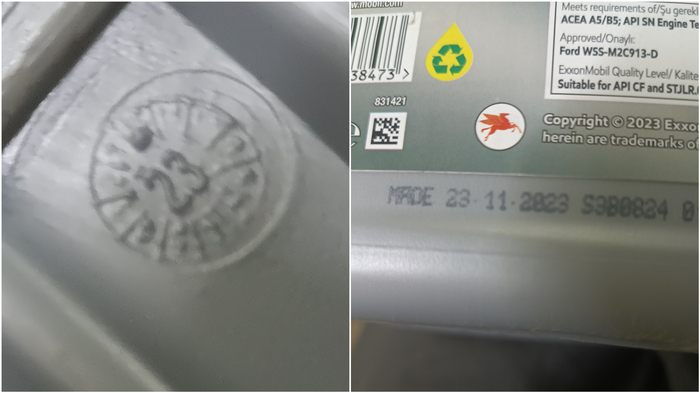 23
www.mobil.com
38473 >
831421
e
Meets requirements of/Şu gerekl
ACEA A5/B5; API SN Engine Te
Approved/Onaylı:
Ford WSS-M2C913-D
ExxonMobil Quality Level/ Kalite
Suitable for API CF and STJLR.
Copyright © 2023 Exxo
herein are trademarks of
MADE 23-11-2023 S3B0824 0